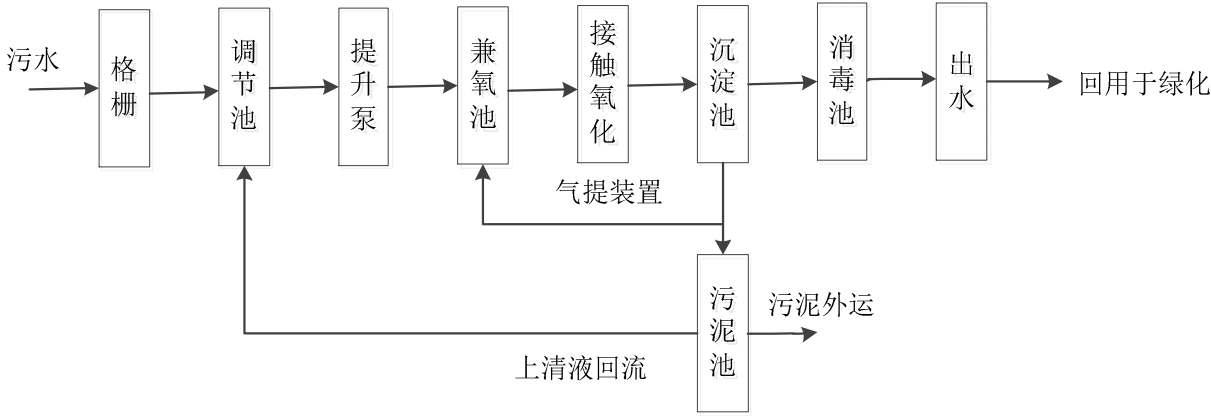 污水
格栅
调节池
提升泵
兼氧池
接触氧化
沉淀池
消毒池
出水
回用于绿化
气提装置
污泥池
污泥外运
上清液回流